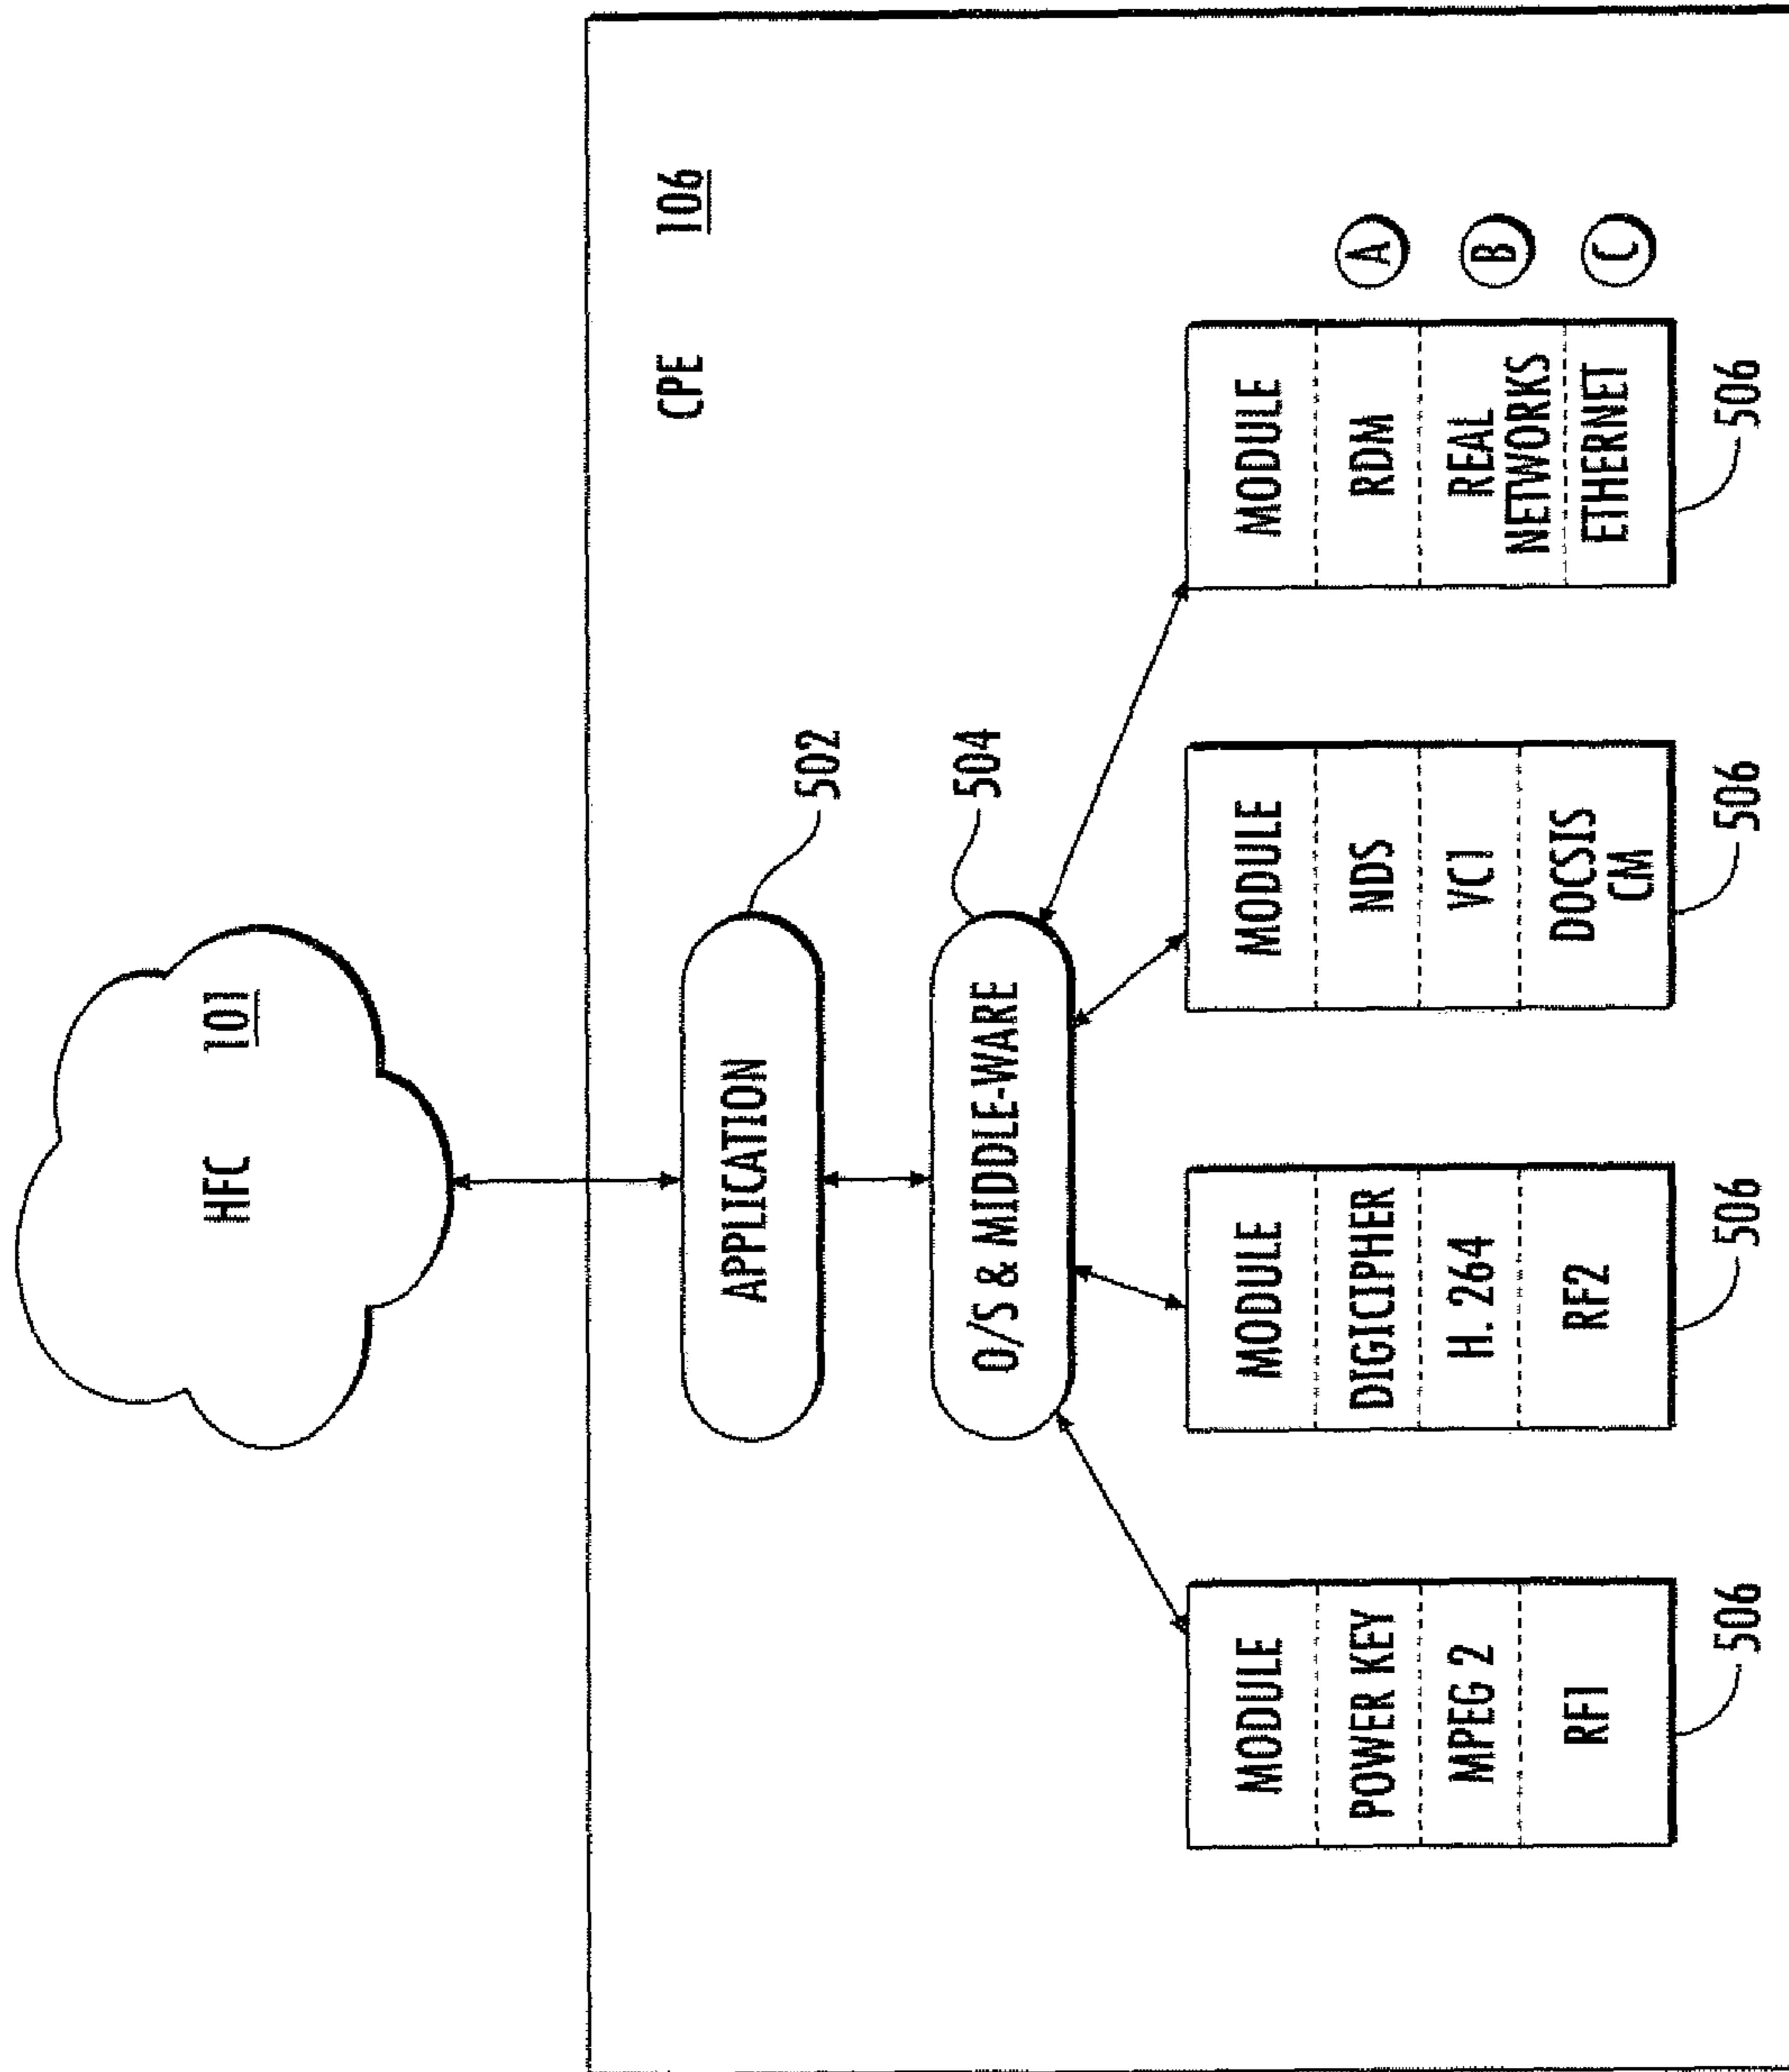 HFC 101
CPE 106
APPLICATION
502
O/S & MIDDLE-WARE
504
MODULE
POWER KEY
MPEG 2
RF1
506
MODULE
DIGICIPHER
H. 264
RF2
506
MODULE
NDS
VC1
DOCSIS
CM
506
MODULE
RDM
REAL
NETWORKS
ETHERNET
506
A
B
C